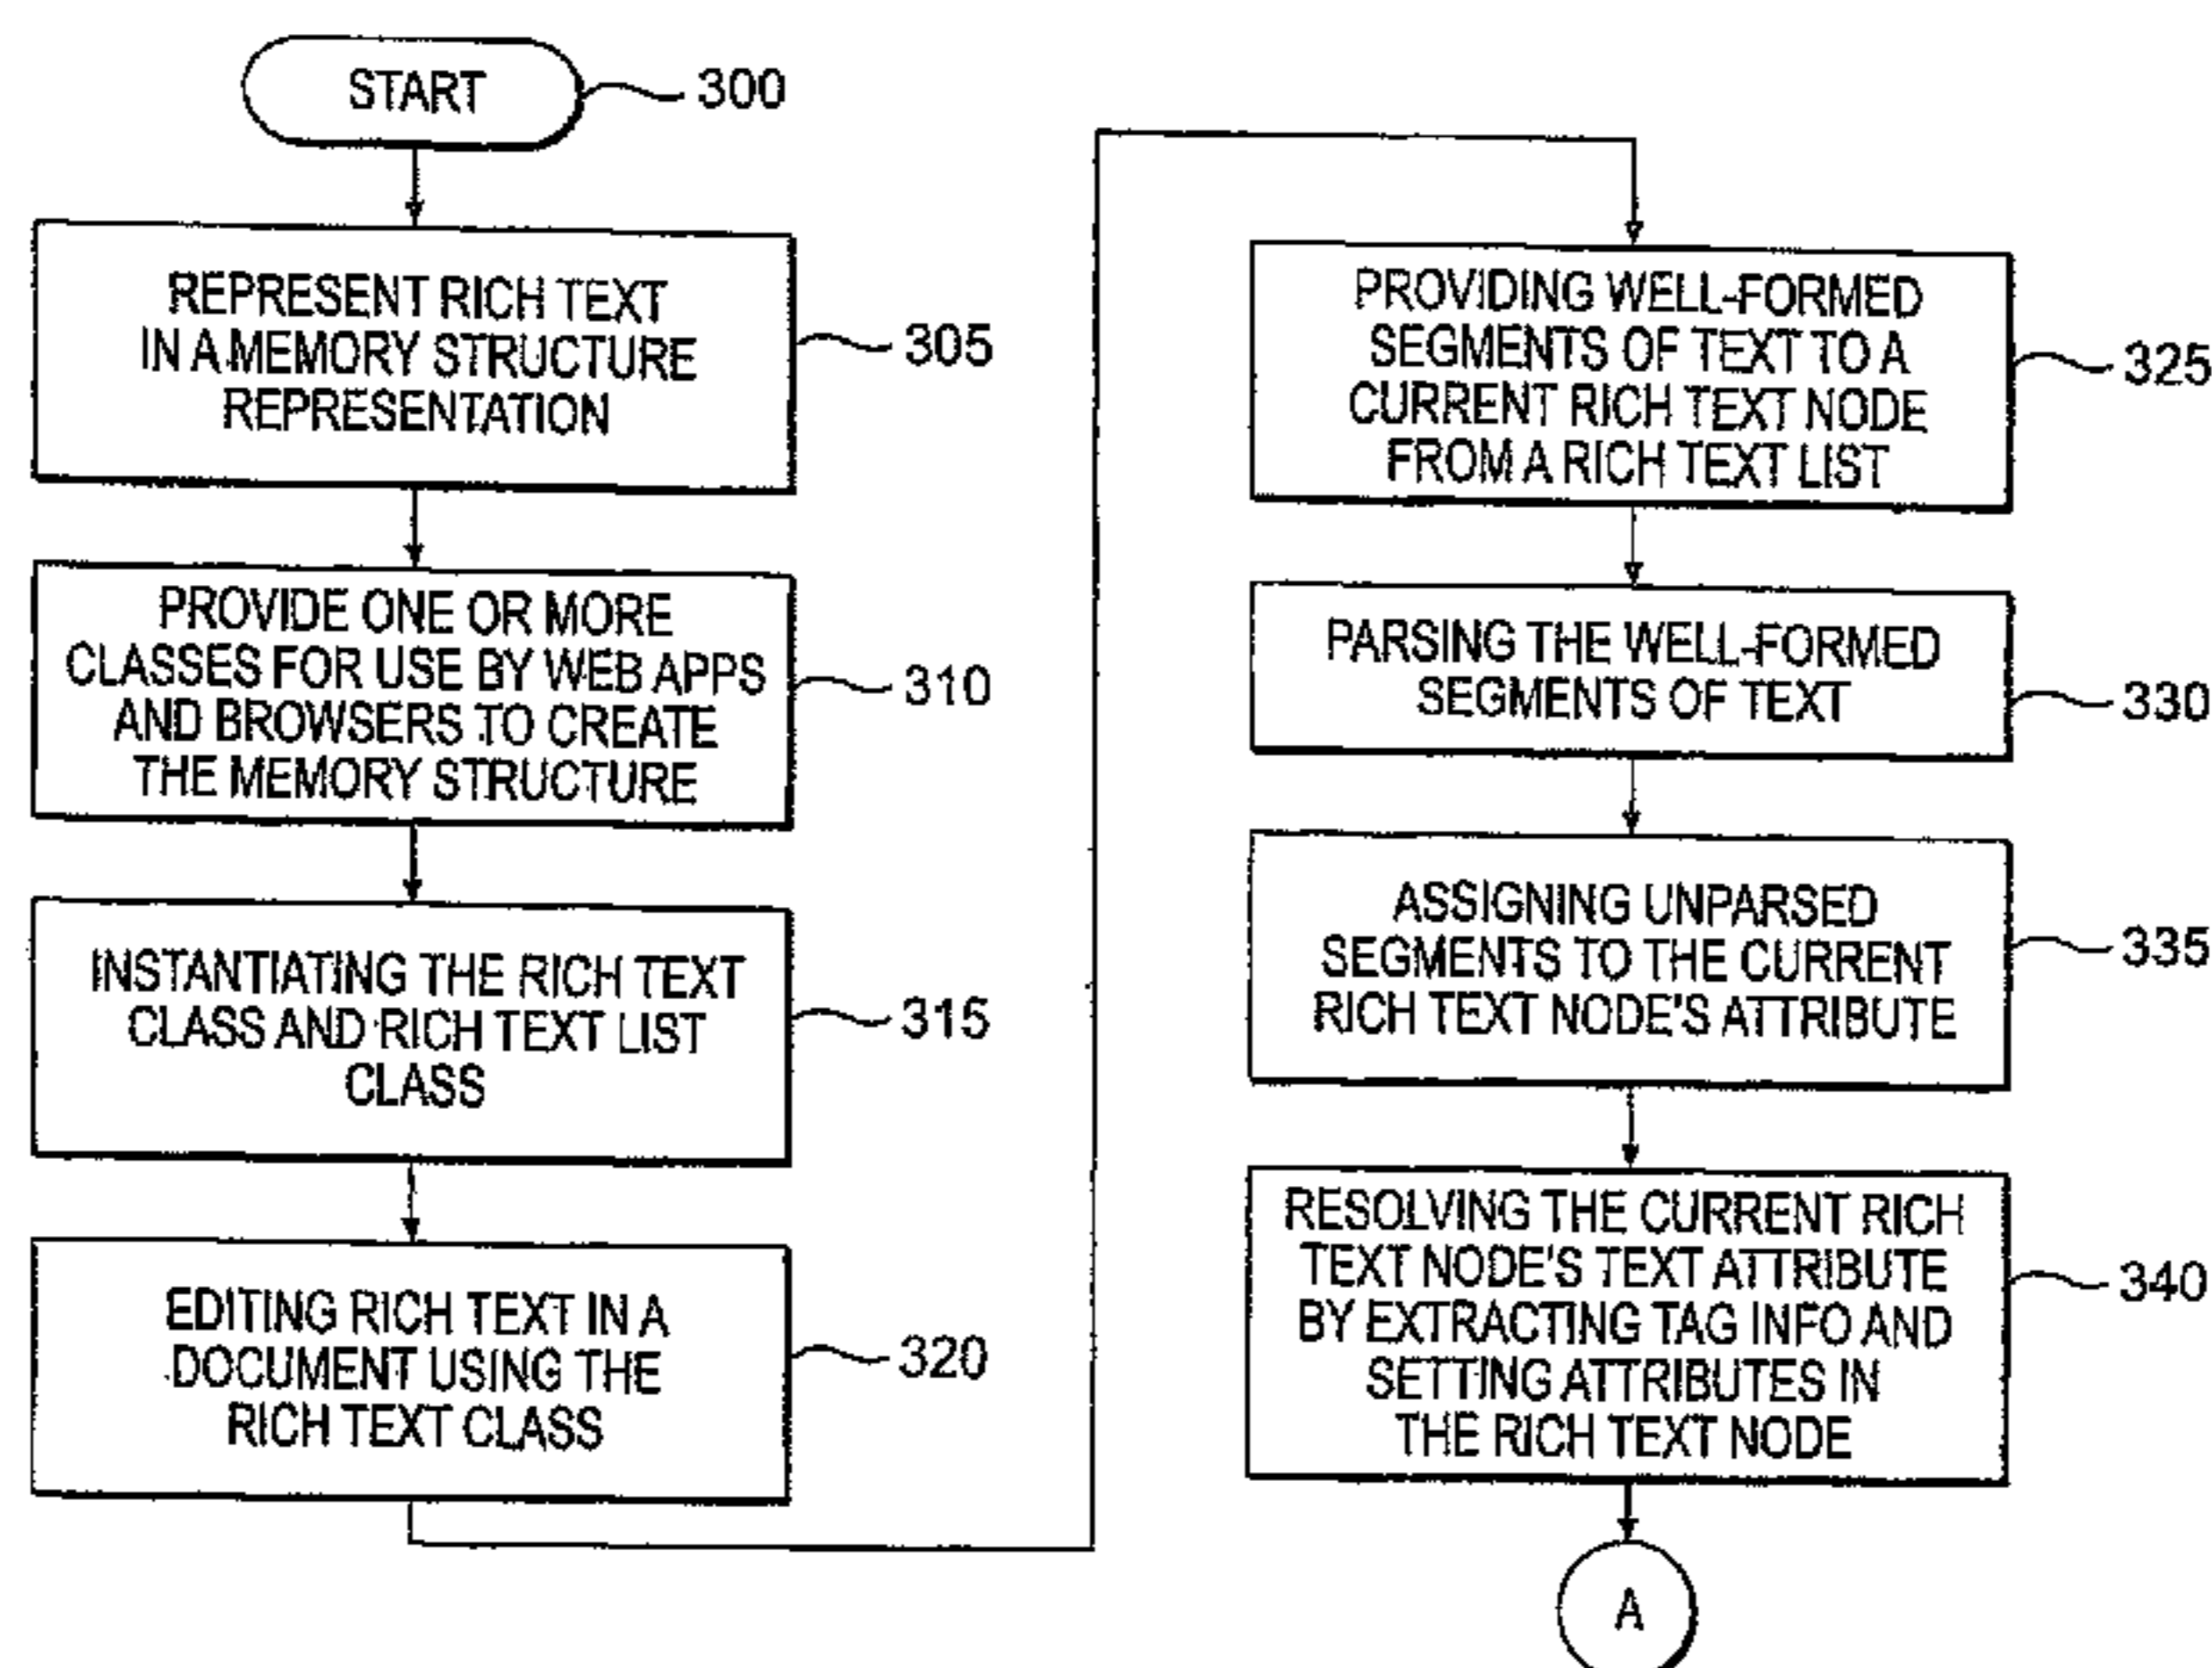 START
300
REPRESENT RICH TEXT
IN A MEMORY STRUCTURE
REPRESENTATION
305
PROVIDE ONE OR MORE
CLASSES FOR USE BY WEB APPS
AND BROWSERS TO CREATE
THE MEMORY STRUCTURE
310
INSTANTIATING THE RICH TEXT
CLASS AND RICH TEXT LIST
CLASS
315
EDITING RICH TEXT IN A
DOCUMENT USING THE
RICH TEXT CLASS
320
PROVIDING WELL-FORMED
SEGMENTS OF TEXT TO A
CURRENT RICH TEXT NODE
FROM A RICH TEXT LIST
325
PARSING THE WELL-FORMED
SEGMENTS OF TEXT
330
ASSIGNING UNPARSED
SEGMENTS TO THE CURRENT
RICH TEXT NODE'S ATTRIBUTE
335
RESOLVING THE CURRENT RICH
TEXT NODE'S TEXT ATTRIBUTE
BY EXTRACTING TAG INFO AND
SETTING ATTRIBUTES IN
THE RICH TEXT NODE
340
A